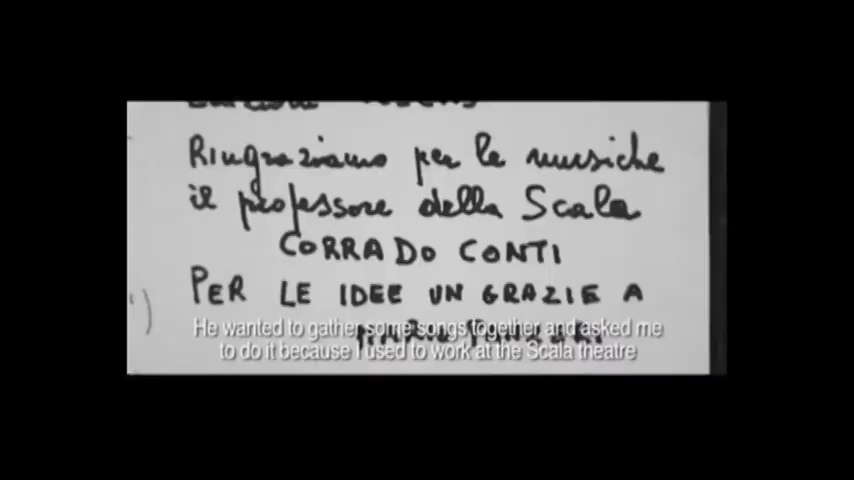 Ringraziamo per le musiche
il professore della Scala
CORRADO CONTI
PER LE IDEE UN GRAZIE A
He wanted to gather some songs together and asked me
to do it because I used to work at the Scala theatre